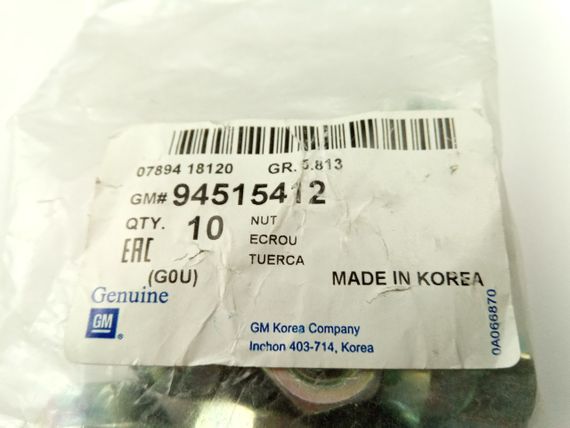 07894 18120 GR. 5.813
GM# 94515412
QTY. 10 NUT
ECROU
TUERCA
EAC
(G0U)
MADE IN KOREA
Genuine
GM
GM Korea Company
Inchon 403-714, Korea
0A066870